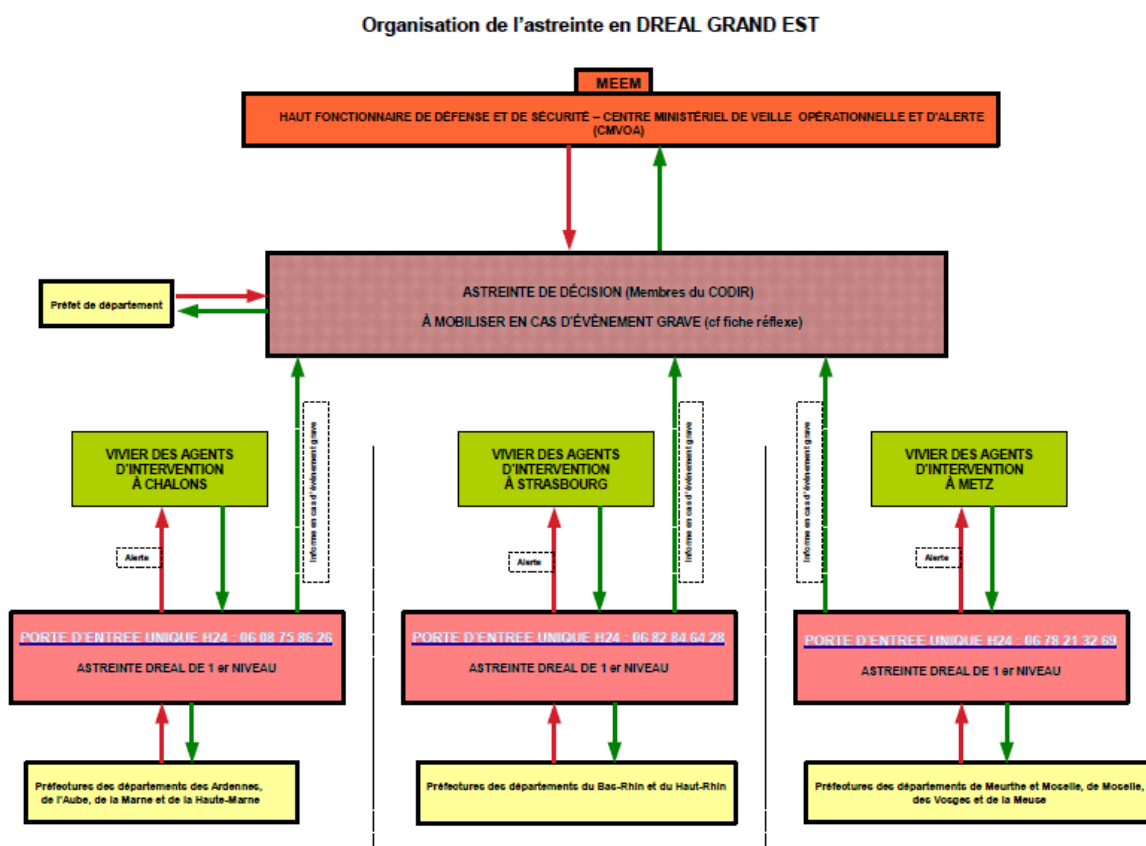 Organisation de l'astreinte en DREAL GRAND EST
MEEM
HAUT FONCTIONNAIRE DE DÉFENSE ET DE SÉCURITÉ – CENTRE MINISTÉRIEL DE VEILLE OPÉRATIONNELLE ET D'ALERTE
(CMVOA)
Préfet de département
ASTREINTE DE DÉCISION (Membres du CODIR)
À MOBILISER EN CAS D'ÉVÈNEMENT GRAVE (cf fiche réflexe)
VIVIER DES AGENTS
D'INTERVENTION
À CHALONS
Informe en cas d'évènement grave
VIVIER DES AGENTS
D'INTERVENTION
À STRASBOURG
Informe en cas d'évènement grave
Informe en cas d'évènement grave
VIVIER DES AGENTS
D'INTERVENTION
À METZ
Alerte
Alerte
Alerte
PORTE D'ENTREE UNIQUE H24 : 06 08 75 86 26
ASTREINTE DREAL DE 1 er NIVEAU
PORTE D'ENTREE UNIQUE H24 : 06 82 84 64 28
ASTREINTE DREAL DE 1 er NIVEAU
PORTE D'ENTREE UNIQUE H24 : 06 78 21 32 69
ASTREINTE DREAL DE 1 er NIVEAU
Préfectures des départements des Ardennes,
de l'Aube, de la Marne et de la Haute-Marne
Préfectures des départements du Bas-Rhin et du Haut-Rhin
Préfectures des départements de Meurthe et Moselle, de Moselle,
des Vosges et de la Meuse